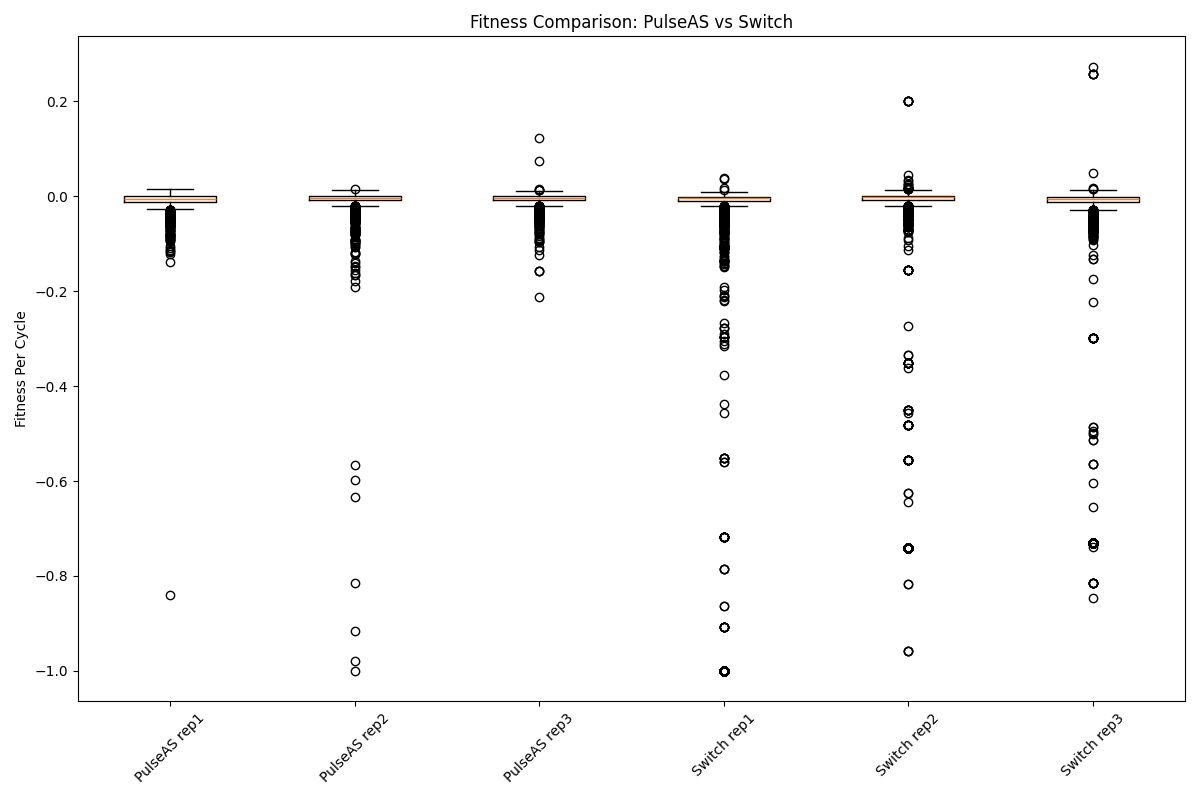 Fitness Comparison: PulseAS vs Switch
Fitness Per Cycle
0.2
0.0
−0.2
−0.4
−0.6
−0.8
−1.0
PulseAS rep1
PulseAS rep2
PulseAS rep3
Switch rep1
Switch rep2
Switch rep3